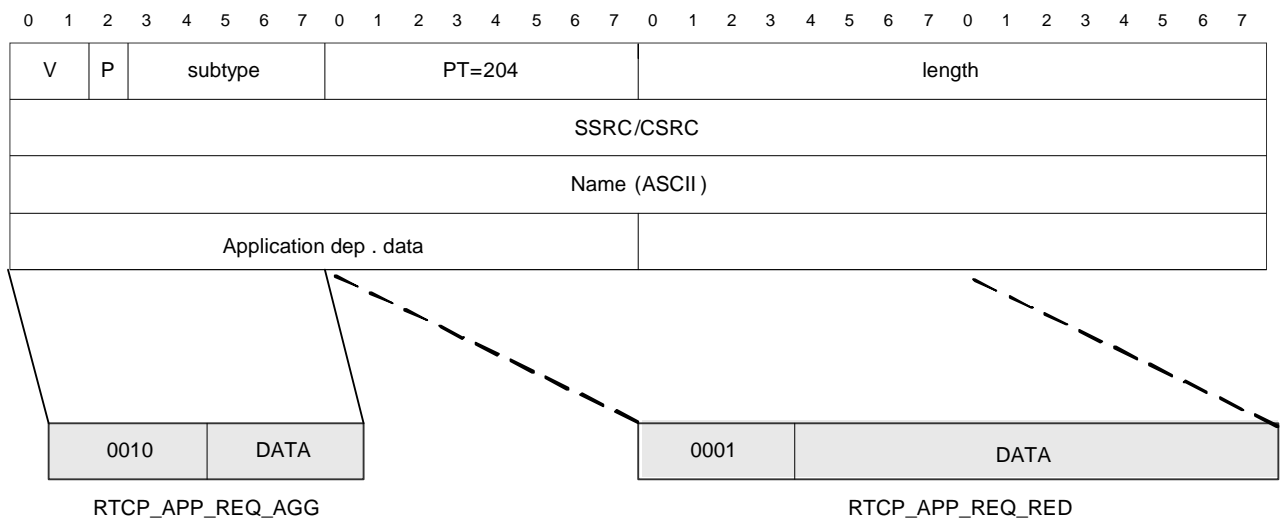 0 1 2 3 4 5 6 7 0 1 2 3 4 5 6 7 0 1 2 3 4 5 6 7 0 1 2 3 4 5 6 7
V P subtype PT=204 length
SSRC/CSRC
Name (ASCII)
Application dep . data
0010 DATA 0001 DATA
RTCP_APP_REQ_AGG RTCP_APP_REQ_RED